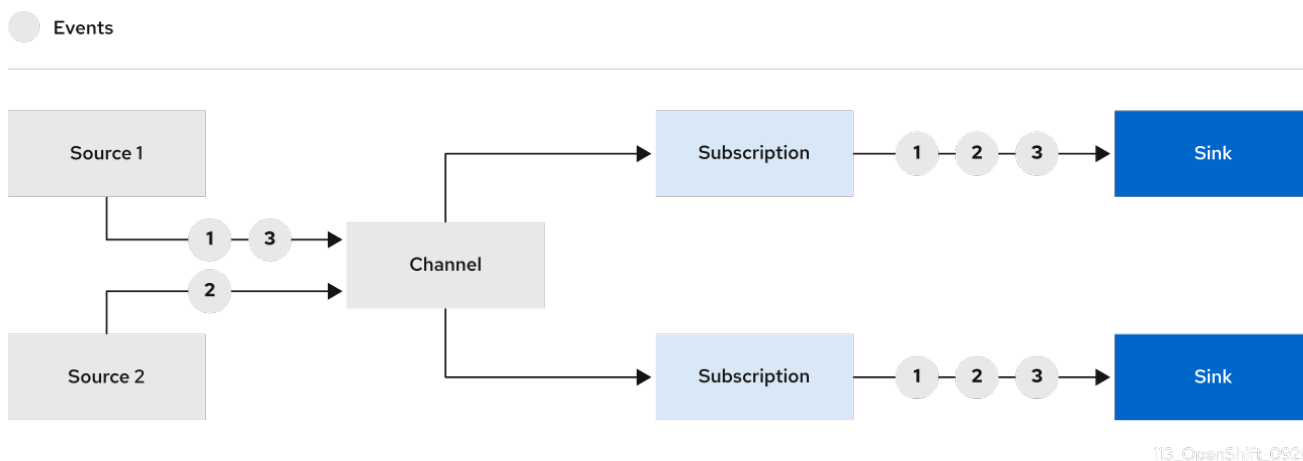 Events
Source 1
Subscription
1
2
3
Sink
1
3
Channel
2
Source 2
Subscription
1
2
3
Sink
113_OpenShift_092